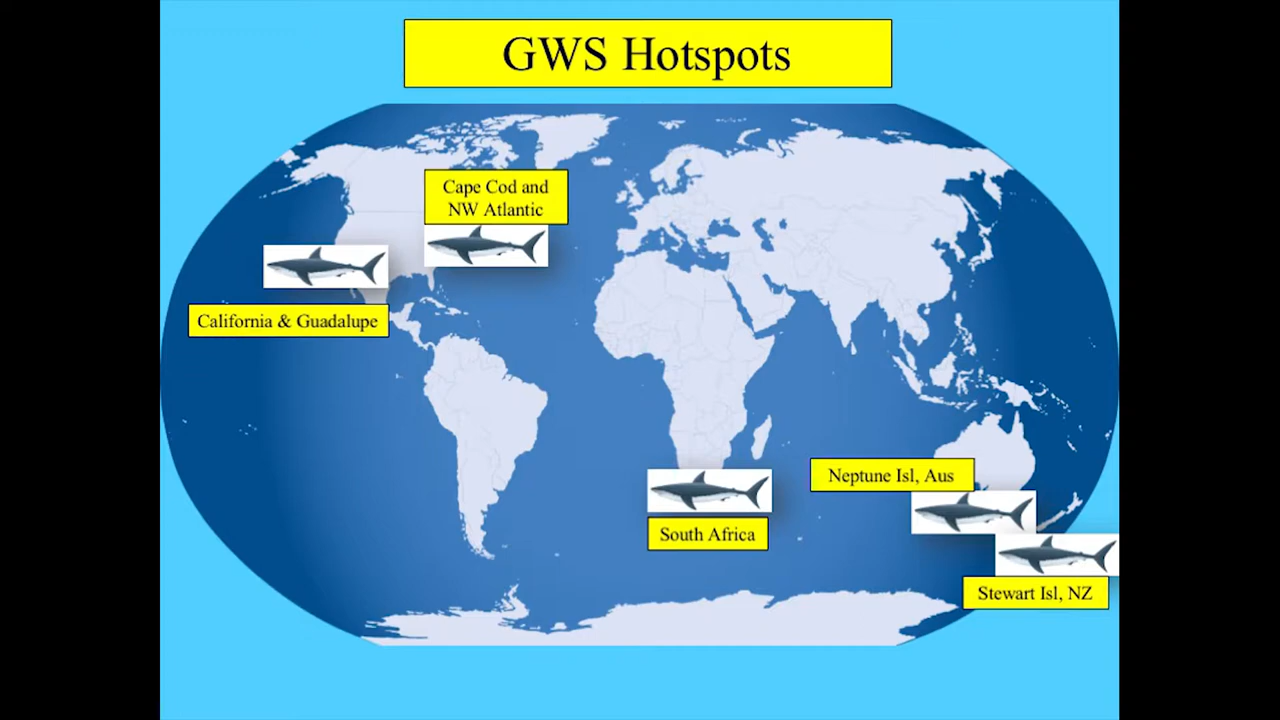 GWS Hotspots
Cape Cod and
NW Atlantic
California & Guadalupe
Neptune Isl, Aus
South Africa
Stewart Isl, NZ